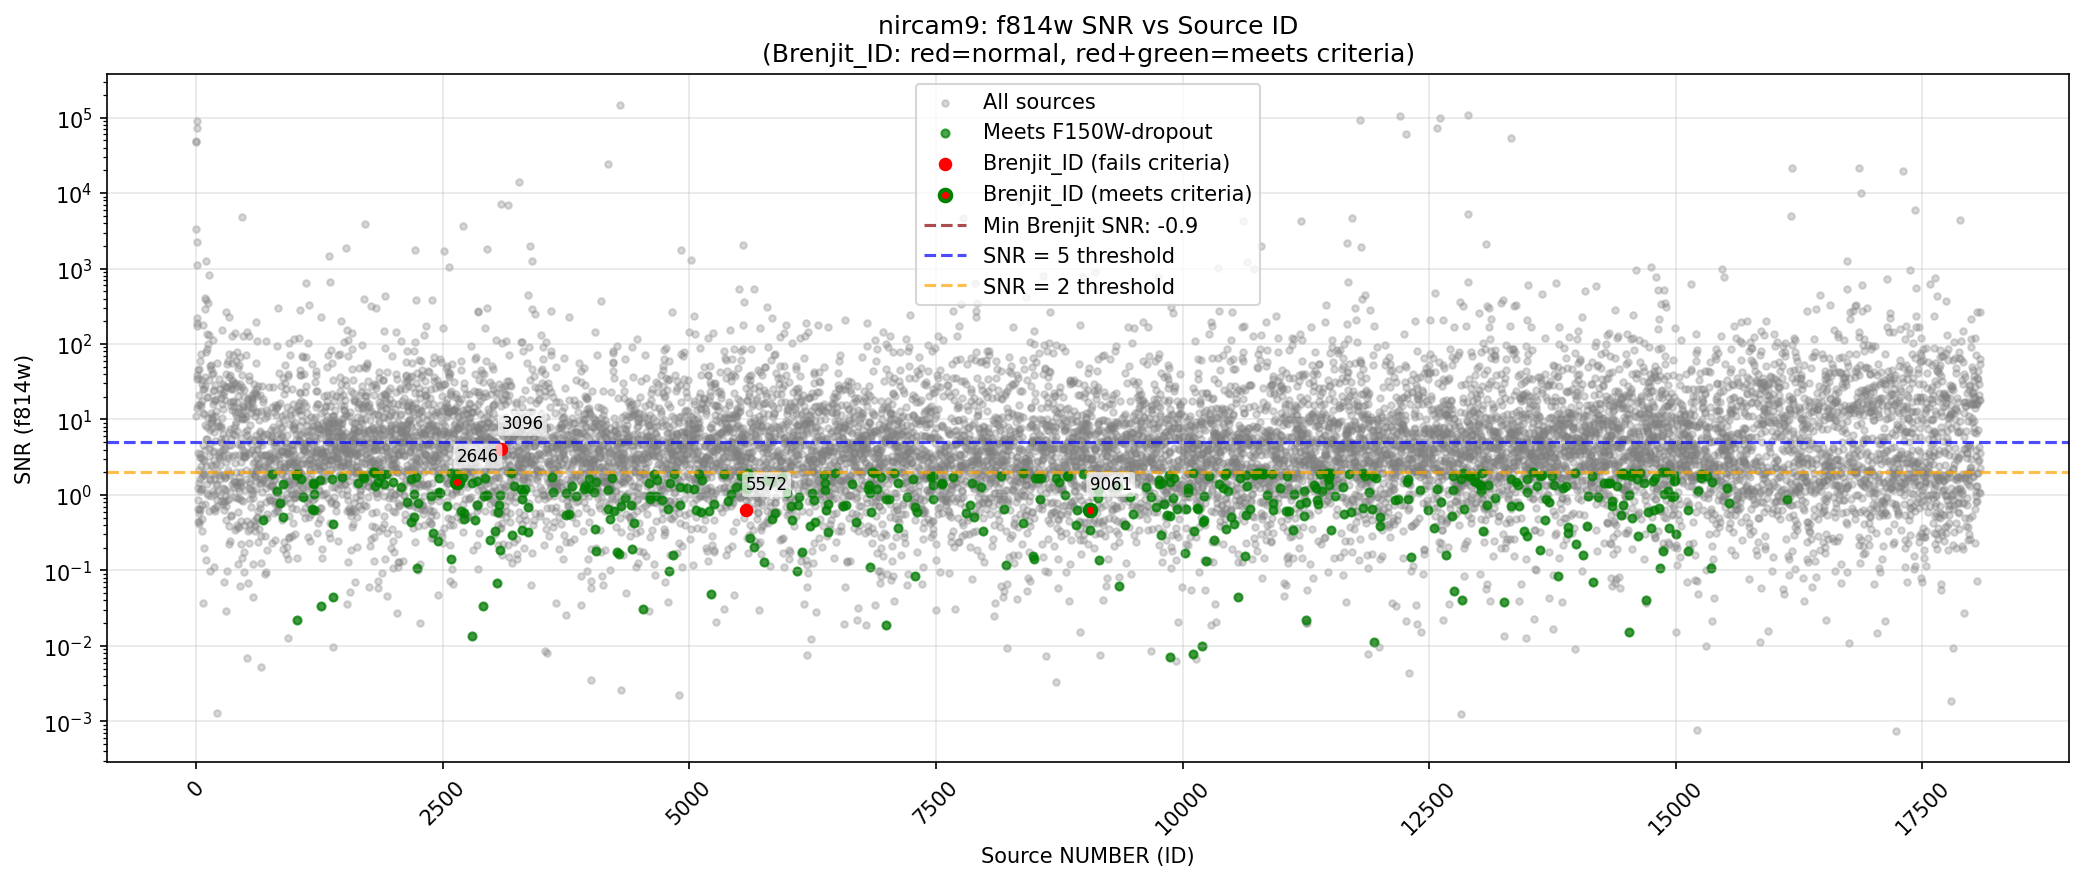 nircam9: f814w SNR vs Source ID
(Brenjit_ID: red=normal, red+green=meets criteria)
All sources
Meets F150W-dropout
Brenjit_ID (fails criteria)
Brenjit_ID (meets criteria)
Min Brenjit SNR: -0.9
SNR = 5 threshold
SNR = 2 threshold
SNR (f814w)
10⁵
10⁴
10³
10²
10¹
10⁰
10⁻¹
10⁻²
10⁻³
3096
2646
5572
9061
0
2500
5000
7500
10000
12500
15000
17500
Source NUMBER (ID)